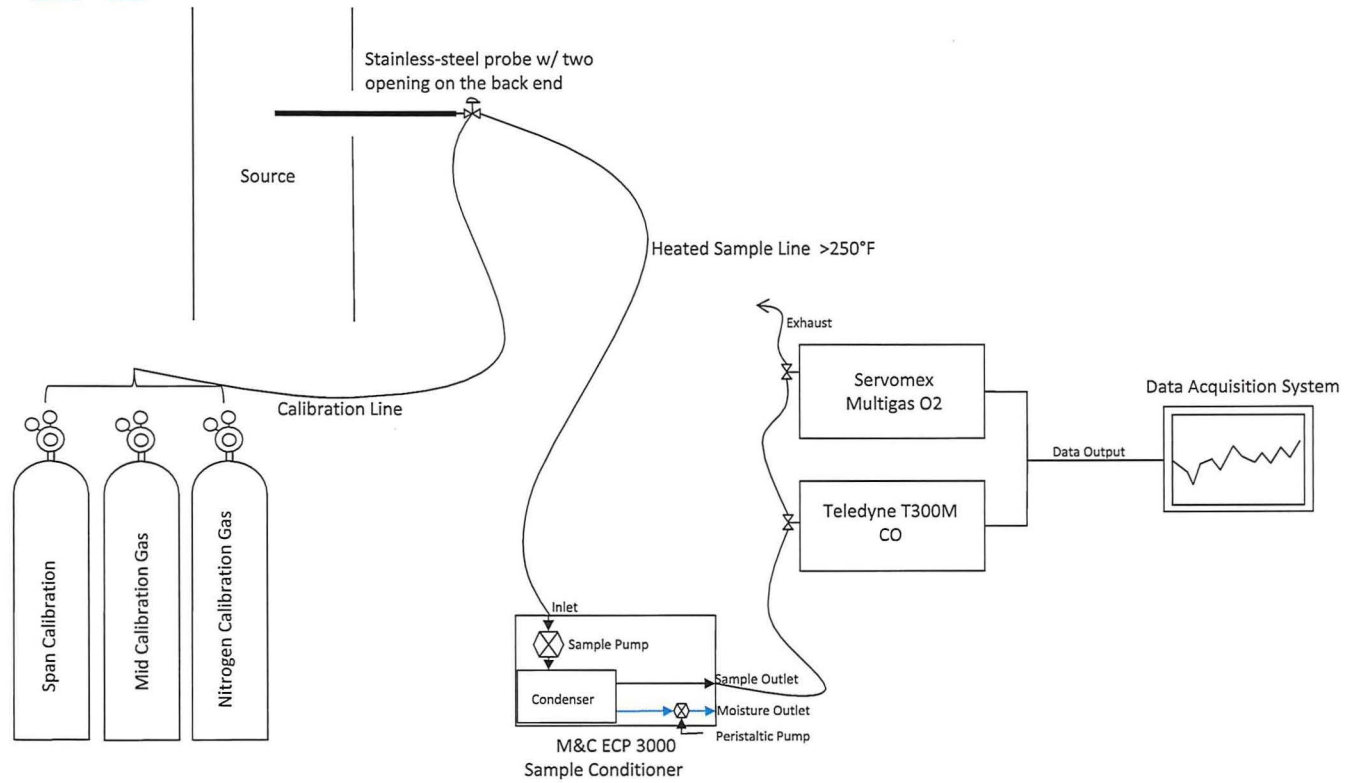 Stainless-steel probe w/ two
opening on the back end
Source
Heated Sample Line >250°F
Exhaust
Servomex
Multigas O2
Data Acquisition System
Calibration Line
Data Output
Teledyne T300M
CO
Span Calibration
Mid Calibration Gas
Nitrogen Calibration Gas
Inlet
Sample Pump
Condenser
Sample Outlet
Moisture Outlet
Peristaltic Pump
M&C ECP 3000
Sample Conditioner